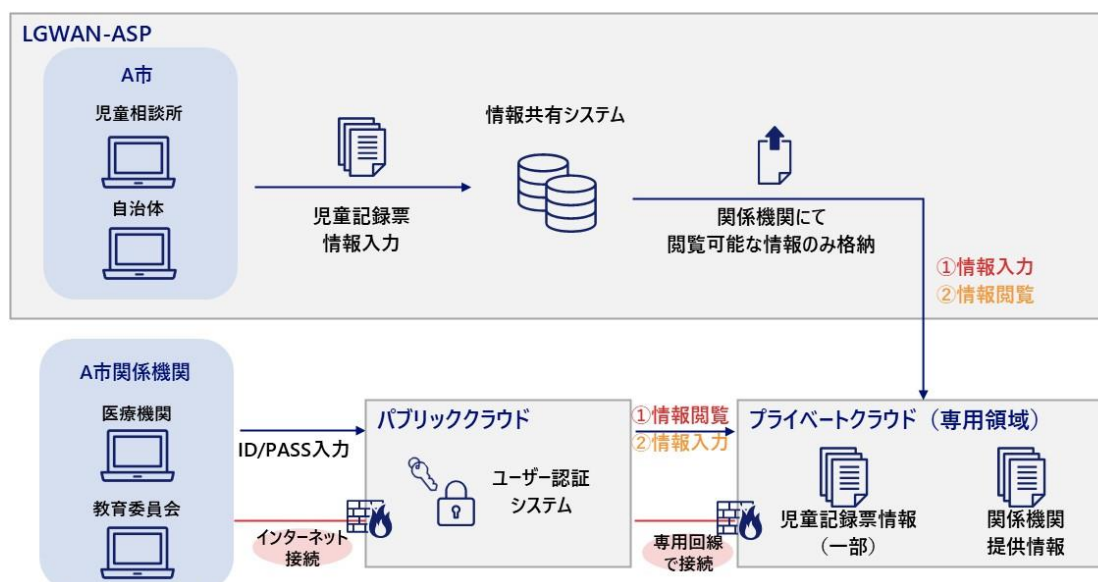 LGWAN-ASP
A市
児童相談所
自治体
児童記録票
情報入力
情報共有システム
関係機関にて
閲覧可能な情報のみ格納
①情報入力
②情報閲覧
A市関係機関
医療機関
教育委員会
ID/PASS入力
インターネット
接続
パブリッククラウド
ユーザー認証
システム
①情報閲覧
②情報入力
専用回線
で接続
プライベートクラウド（専用領域）
児童記録票情報
（一部）
関係機関
提供情報